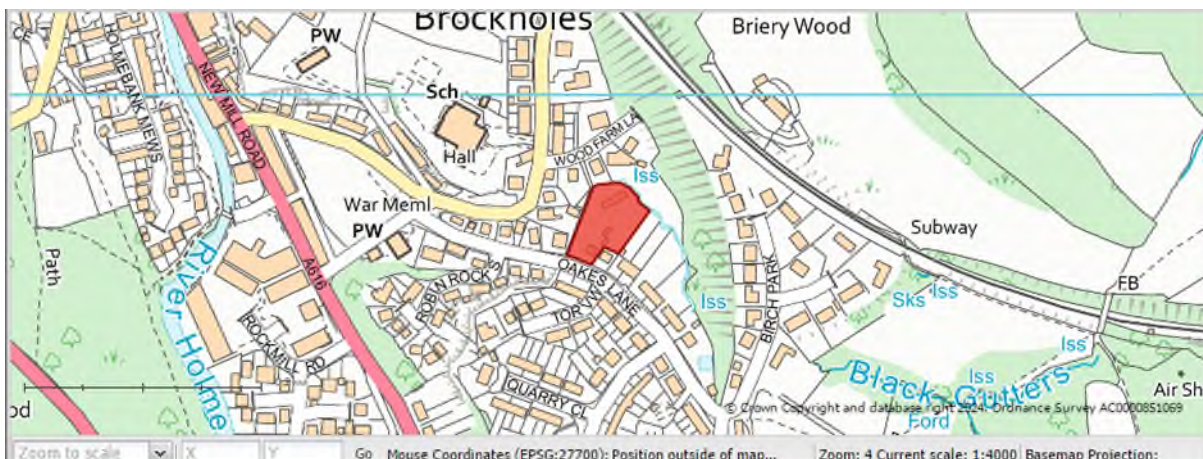 Brockholes
Briery Wood
PW
CF
HOLMEBANK MEWS
NEW MILL ROAD
Sch
Hall
WOOD FARM LA
Iss
War Meml
PW
Subway
Path
River Holme
A616
ROBIN ROCK
OAKES LANE
BIRCH PARK
FB
Sks
Iss
Iss
Iss
ROCKMILL RD
QUARRY CL
Black Gutters
Iss
Air Sh
Ford
© Crown Copyright and database right 2024. Ordnance Survey AC0000851069
Zoom to scale
X
Y
Go
Mouse Coordinates (EPSG:27700): Position outside of map...
Zoom: 4 Current scale: 1:4000
Basemap Projection: